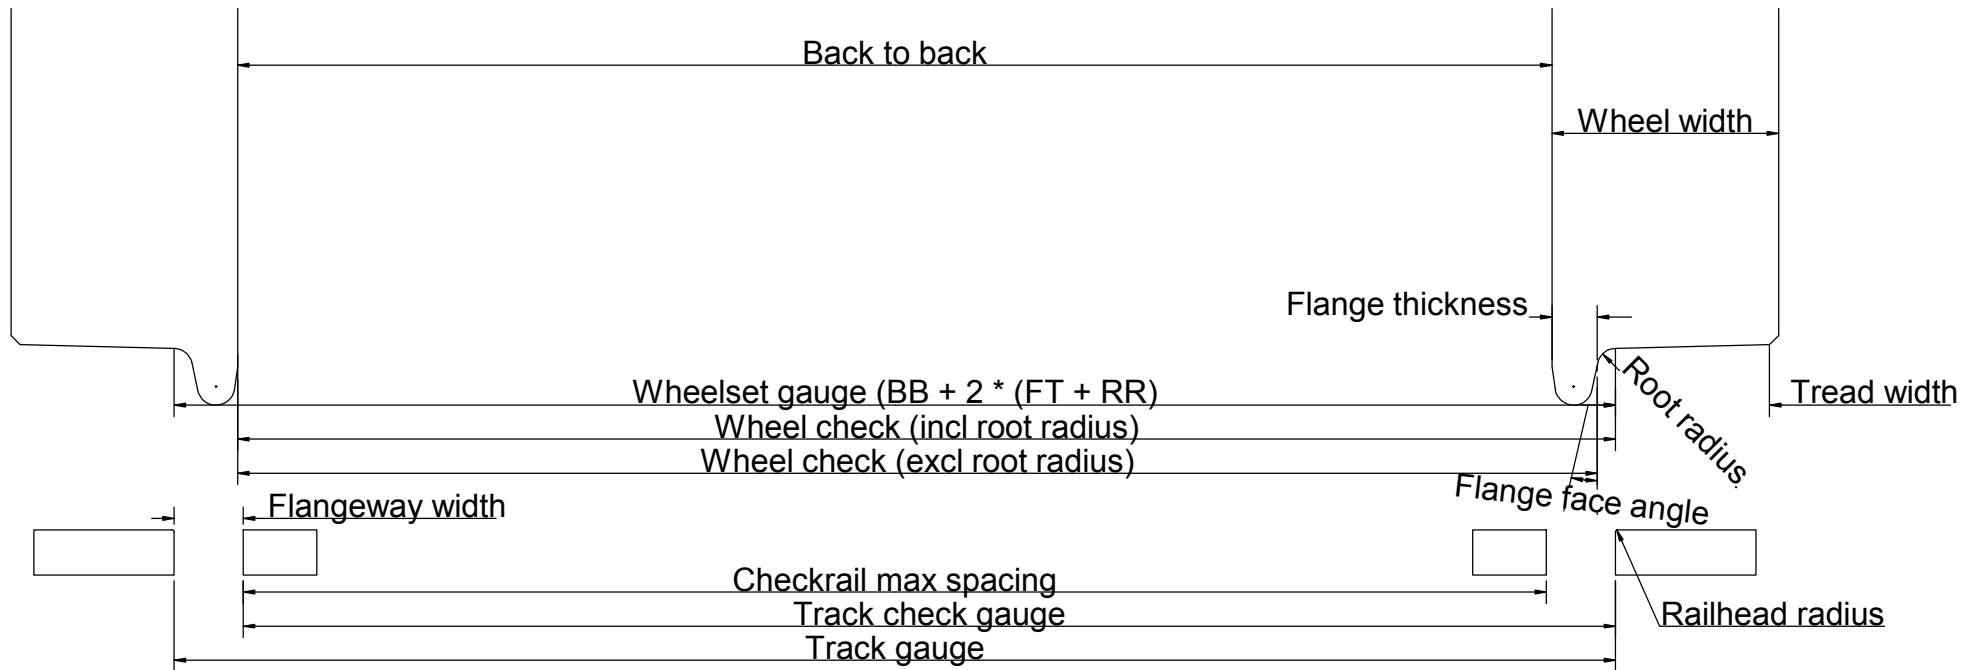 Back to back
Wheel width
Flange thickness
Root radius
Wheelset gauge (BB + 2 * (FT + RR)
Tread width
Wheel check (incl root radius)
Wheel check (excl root radius)
Flange face angle
Flangeway width
Checkrail max spacing
Track check gauge
Railhead radius
Track gauge